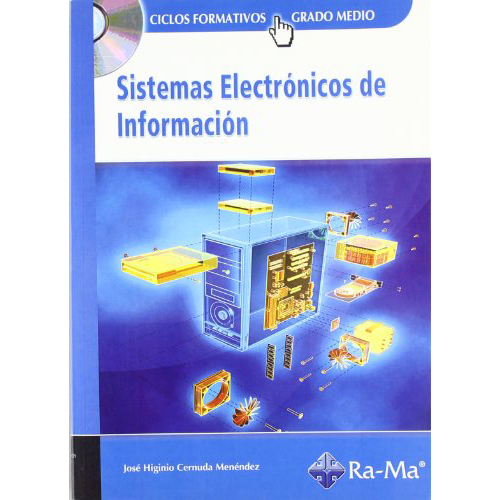 CICLOS FORMATIVOS GRADO MEDIO
Sistemas Electrónicos de
Información
José Higinio Cernuda Menéndez
Ra-Ma®